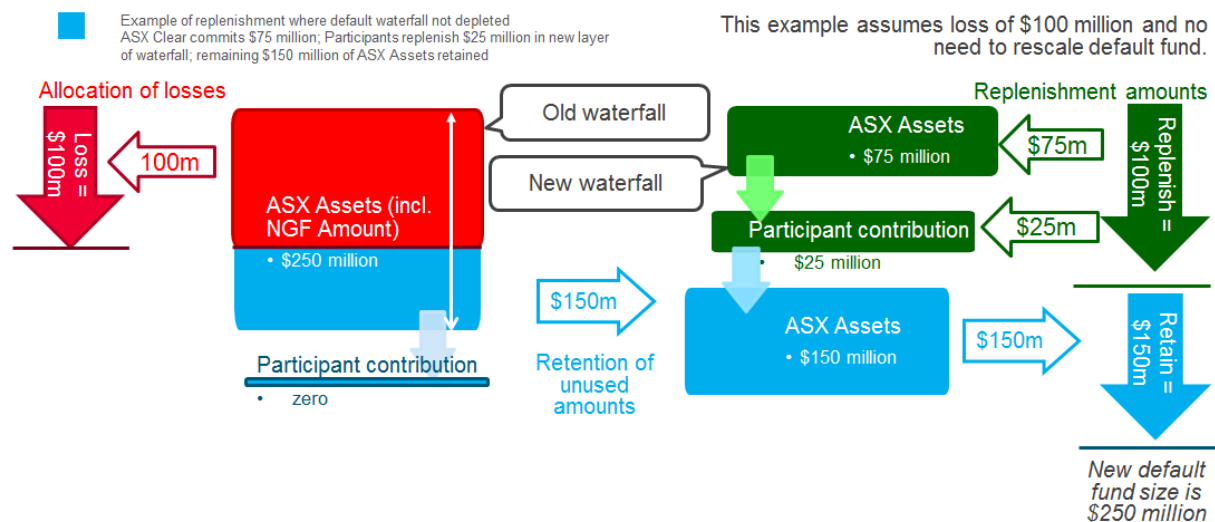 Example of replenishment where default waterfall not depleted
ASX Clear commits $75 million; Participants replenish $25 million in new layer
of waterfall; remaining $150 million of ASX Assets retained
This example assumes loss of $100 million and no
need to rescale default fund.
Allocation of losses
Replenishment amounts
Loss =
$100m
100m
ASX Assets (incl.
NGF Amount)
• $250 million
Old waterfall
New waterfall
ASX Assets
• $75 million
$75m
Replenish =
$100m
Participant contribution
• $25 million
$25m
$150m
Retention of
unused
amounts
ASX Assets
• $150 million
$150m
Retain =
$150m
Participant contribution
• zero
New default
fund size is
$250 million